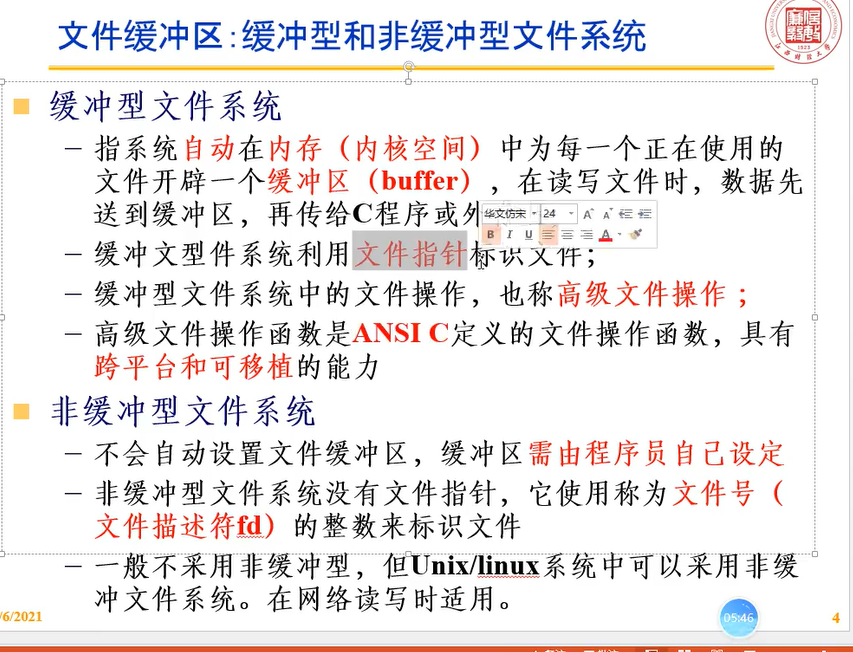 文件缓冲区:缓冲型和非缓冲型文件系统
■ 缓冲型文件系统
– 指系统自动在内存（内核空间）中为每一个正在使用的
文件开辟一个缓冲区（buffer），在读写文件时，数据先
送到缓冲区，再传给C程序或外
华文仿宋 24
B I U A
– 缓冲文型件系统利用文件指针标识文件；
– 缓冲型文件系统中的文件操作，也称高级文件操作；
– 高级文件操作函数是ANSI C定义的文件操作函数，具有
跨平台和可移植的能力
■ 非缓冲型文件系统
– 不会自动设置文件缓冲区，缓冲区需由程序员自己设定
– 非缓冲型文件系统没有文件指针，它使用称为文件号（
文件描述符fd）的整数来标识文件
– 一般不采用非缓冲型，但Unix/linux系统中可以采用非缓
冲文件系统。在网络读写时适用。
/6/2021
05:46
4